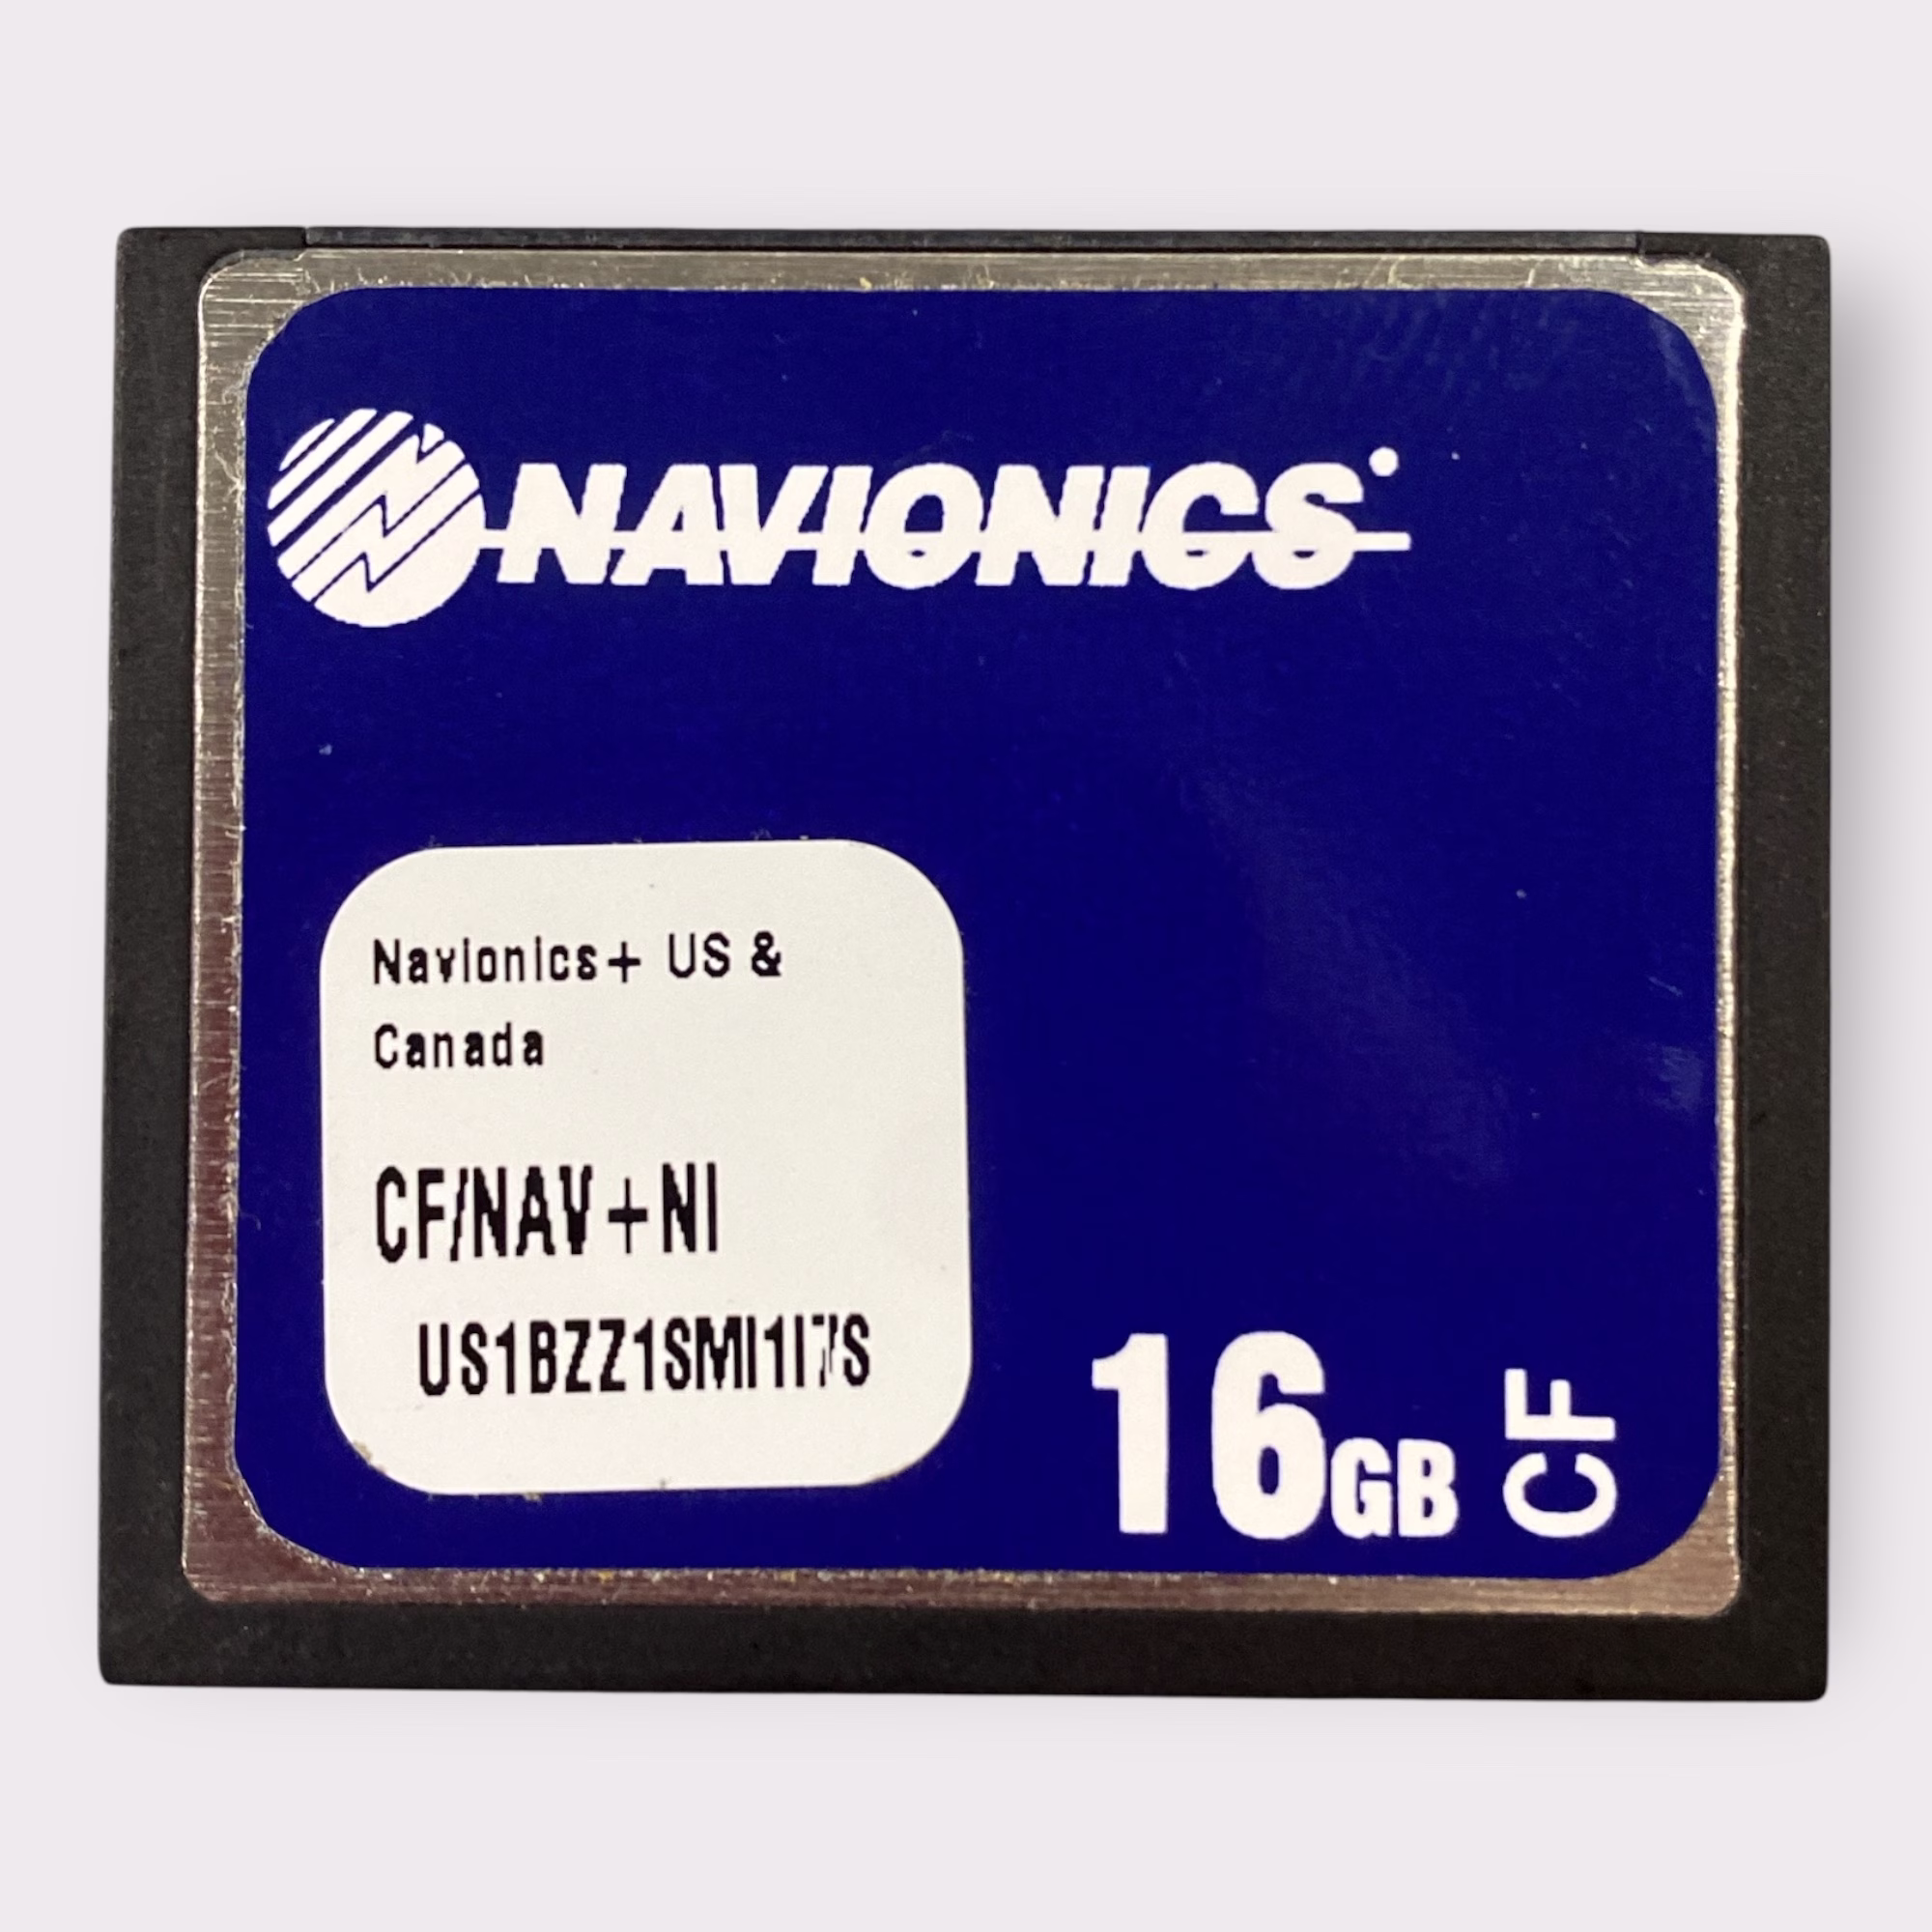 NAVIONICS
Navionics+ US &
Canada
CF/NAV+NI
US1BZZ1SMI1I7S
16GB CF